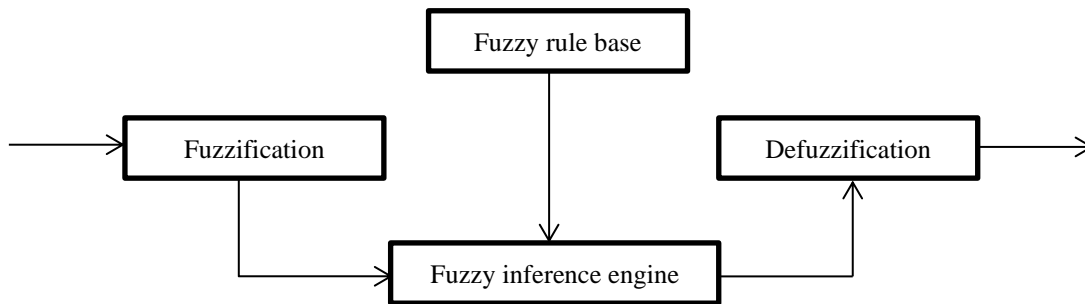 Fuzzy rule base
Fuzzification
Defuzzification
Fuzzy inference engine